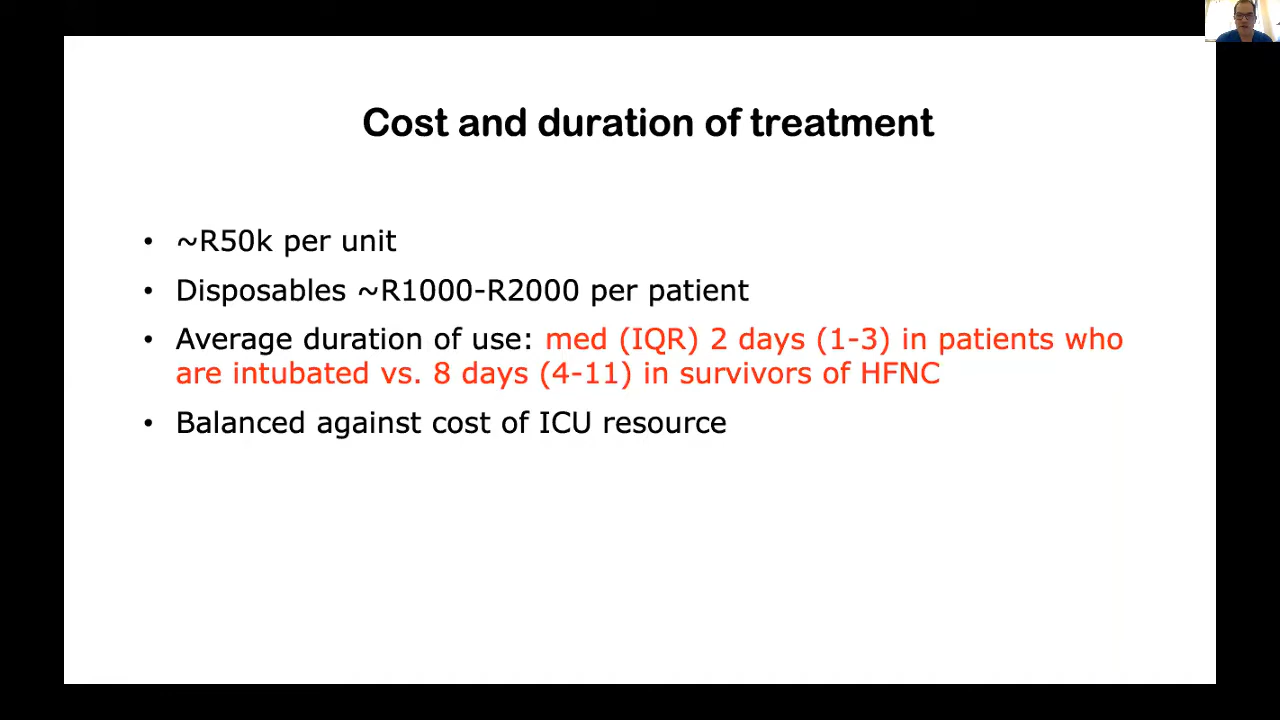 Cost and duration of treatment
• ~R50k per unit
• Disposables ~R1000-R2000 per patient
• Average duration of use: med (IQR) 2 days (1-3) in patients who
are intubated vs. 8 days (4-11) in survivors of HFNC
• Balanced against cost of ICU resource